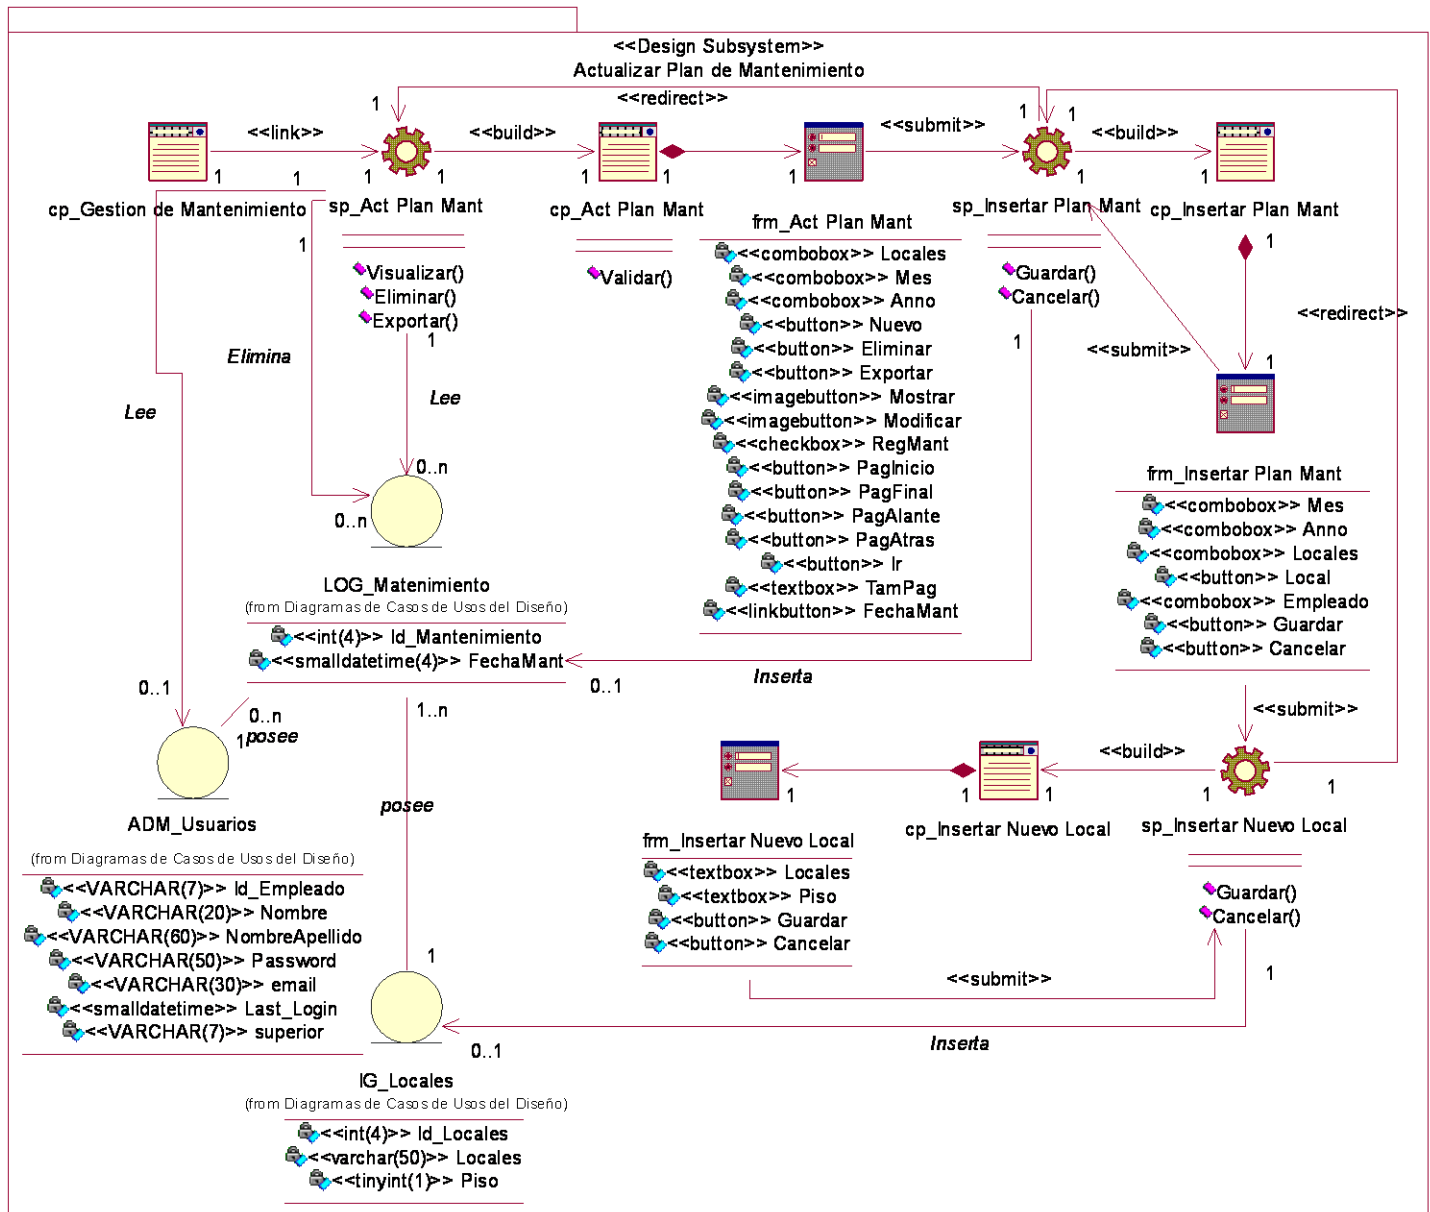 <<Design Subsystem>>
Actualizar Plan de Mantenimiento
<<redirect>>
1
1
1
<<link>>
<<build>>
<<submit>>
<<build>>
1
1
1
1
1
1
1
1
1
1
cp_Gestion de Mantenimiento
sp_Act Plan Mant
cp_Act Plan Mant
frm_Act Plan Mant
sp_Insertar Plan Mant
cp_Insertar Plan Mant
1
1
Visualizar()
Eliminar()
Exportar()
1
Validar()
<<combobox>> Locales
<<combobox>> Mes
<<combobox>> Anno
<<button>> Nuevo
<<button>> Eliminar
<<button>> Exportar
<<imagebutton>> Mostrar
<<imagebutton>> Modificar
<<checkbox>> RegMant
<<button>> PagInicio
<<button>> PagFinal
<<button>> PagAlante
<<button>> PagAtras
<<button>> Ir
<<textbox>> TamPag
<<linkbutton>> FechaMant
Guardar()
Cancelar()
1
<<redirect>>
<<submit>>
1
Elimina
Lee
Lee
0..n
0..n
frm_Insertar Plan Mant
<<combobox>> Mes
<<combobox>> Anno
<<combobox>> Locales
<<button>> Local
<<combobox>> Empleado
<<button>> Guardar
<<button>> Cancelar
LOG_Matenimiento
(from Diagramas de Casos de Usos del Diseño)
<<int(4)>> Id_Mantenimiento
<<smalldatetime(4)>> FechaMant
Inserta
0..1
0..1
0..n
1
posee
1..n
<<submit>>
<<build>>
1
1
1
1
1
posee
ADM_Usuarios
(from Diagramas de Casos de Usos del Diseño)
<<VARCHAR(7)>> Id_Empleado
<<VARCHAR(20)>> Nombre
<<VARCHAR(60)>> NombreApellido
<<VARCHAR(50)>> Password
<<VARCHAR(30)>> email
<<smalldatetime>> Last_Login
<<VARCHAR(7)>> superior
frm_Insertar Nuevo Local
<<textbox>> Locales
<<textbox>> Piso
<<button>> Guardar
<<button>> Cancelar
cp_Insertar Nuevo Local
sp_Insertar Nuevo Local
Guardar()
Cancelar()
1
<<submit>>
1
Inserta
0..1
IG_Locales
(from Diagramas de Casos de Usos del Diseño)
<<int(4)>> Id_Locales
<<varchar(50)>> Locales
<<tinyint(1)>> Piso